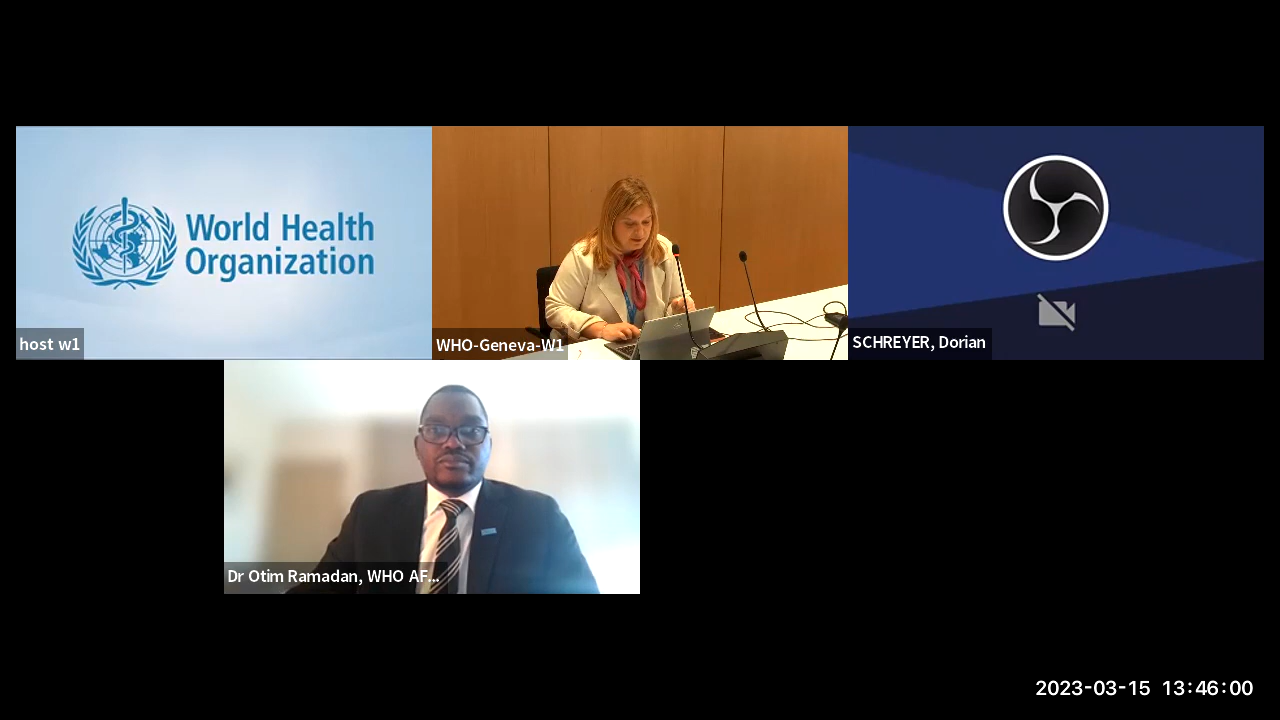 World Health
Organization
host w1
WHO-Geneva-W1
SCHREYER, Dorian
Dr Otim Ramadan, WHO AF...
2023-03-15 13:46:00